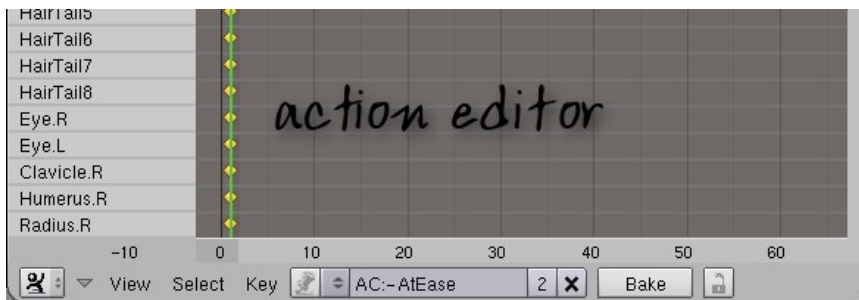 HairTail5
HairTail6
HairTail7
HairTail8
Eye.R
Eye.L
Clavicle.R
Humerus.R
Radius.R
action editor
-10 0 10 20 30 40 50 60
View Select Key AC:-AtEase 2 Bake